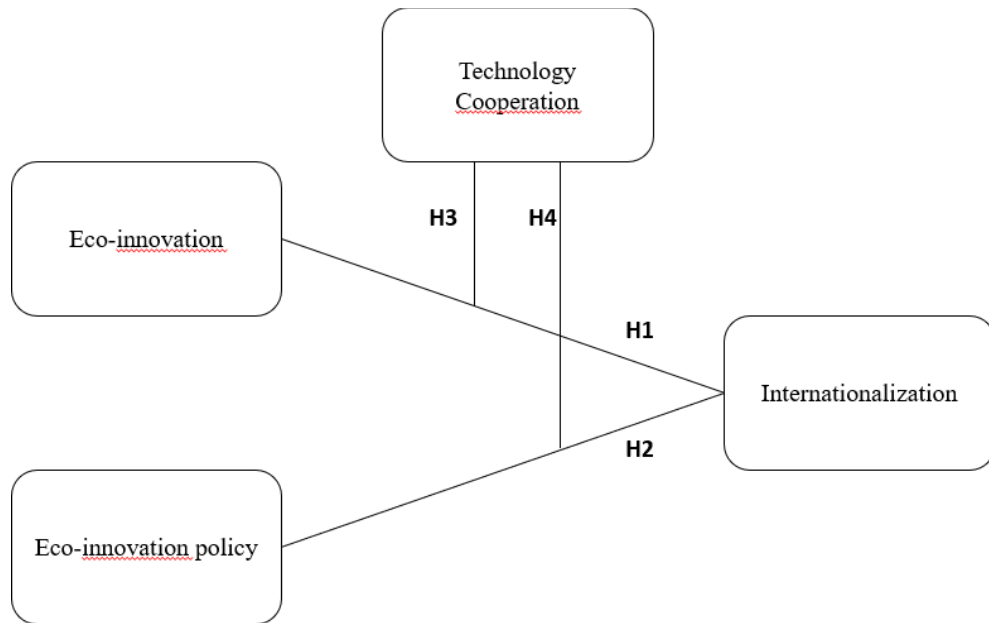 Technology
Cooperation
H3
H4
Eco-innovation
H1
Internationalization
H2
Eco-innovation policy